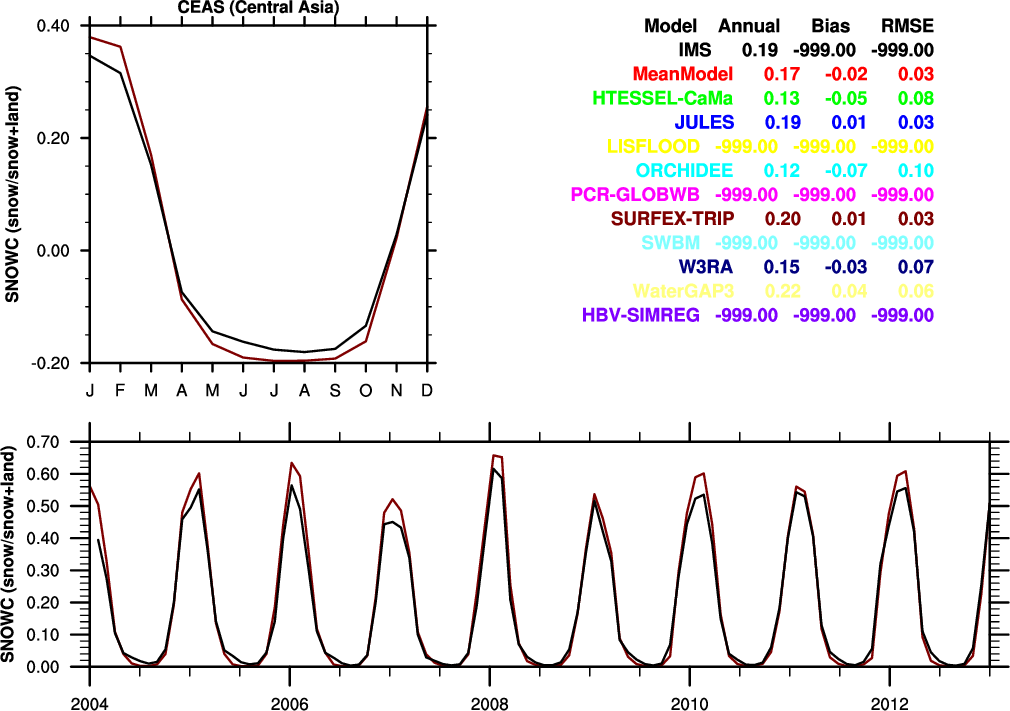 CEAS (Central Asia)
SNOWC (snow/snow+land)
0.40
0.20
0.00
-0.20
J F M A M J J A S O N D
Model Annual Bias RMSE
IMS 0.19 -999.00 -999.00
MeanModel 0.17 -0.02 0.03
HTESSEL-CaMa 0.13 -0.05 0.08
JULES 0.19 0.01 0.03
LISFLOOD -999.00 -999.00 -999.00
ORCHIDEE 0.12 -0.07 0.10
PCR-GLOBWB -999.00 -999.00 -999.00
SURFEX-TRIP 0.20 0.01 0.03
SWBM -999.00 -999.00 -999.00
W3RA 0.15 -0.03 0.07
WaterGAP3 0.22 0.04 0.06
HBV-SIMREG -999.00 -999.00 -999.00
SNOWC (snow/snow+land)
0.70
0.60
0.50
0.40
0.30
0.20
0.10
0.00
2004 2006 2008 2010 2012